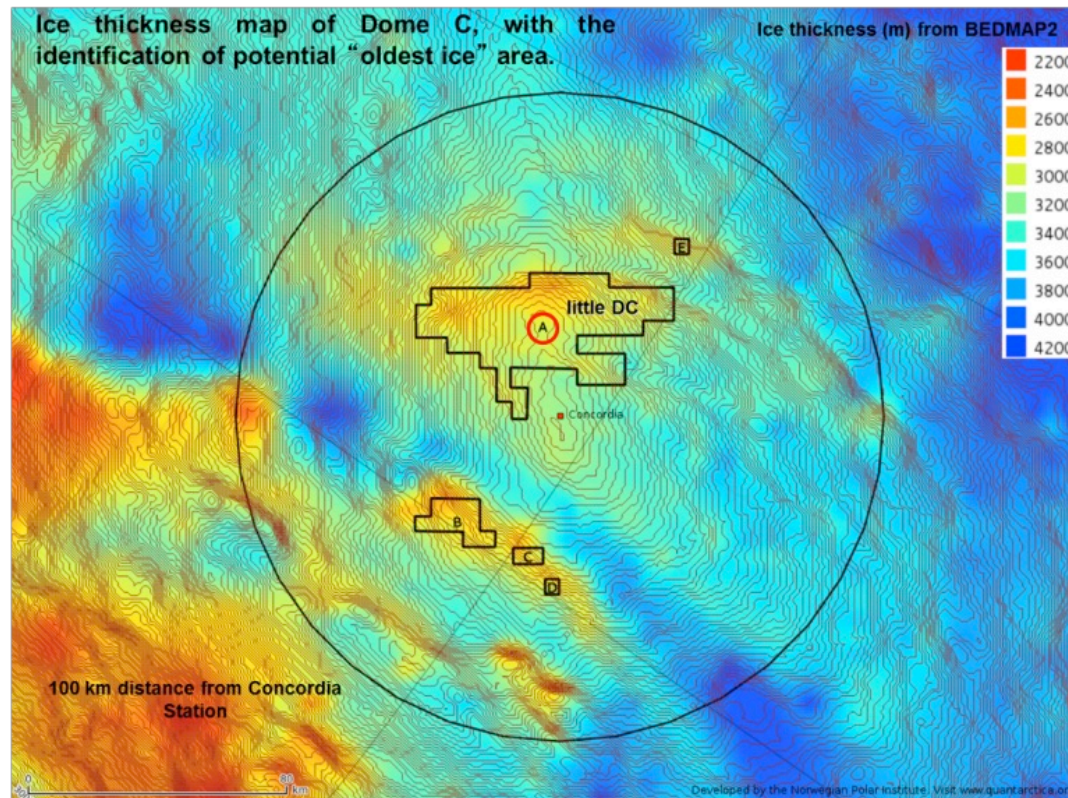 Ice thickness map of Dome C, with the
identification of potential “oldest ice” area.
Ice thickness (m) from BEDMAP2
2200
2400
2600
2800
3000
3200
3400
3600
3800
4000
4200
E
little DC
A
Concordia
B
C
D
100 km distance from Concordia
Station
0
80
km
Developed by the Norwegian Polar Institute. Visit www.quantarctica.or